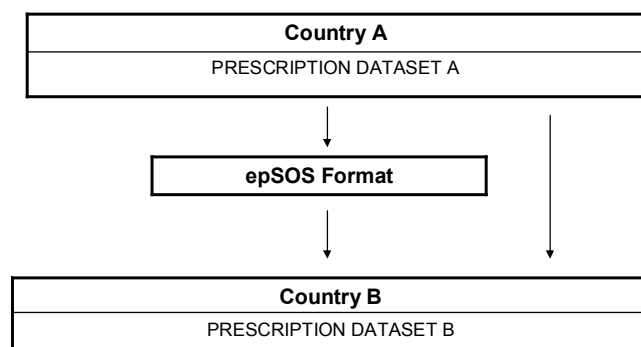 Country A
PRESCRIPTION DATASET A
epSOS Format
Country B
PRESCRIPTION DATASET B